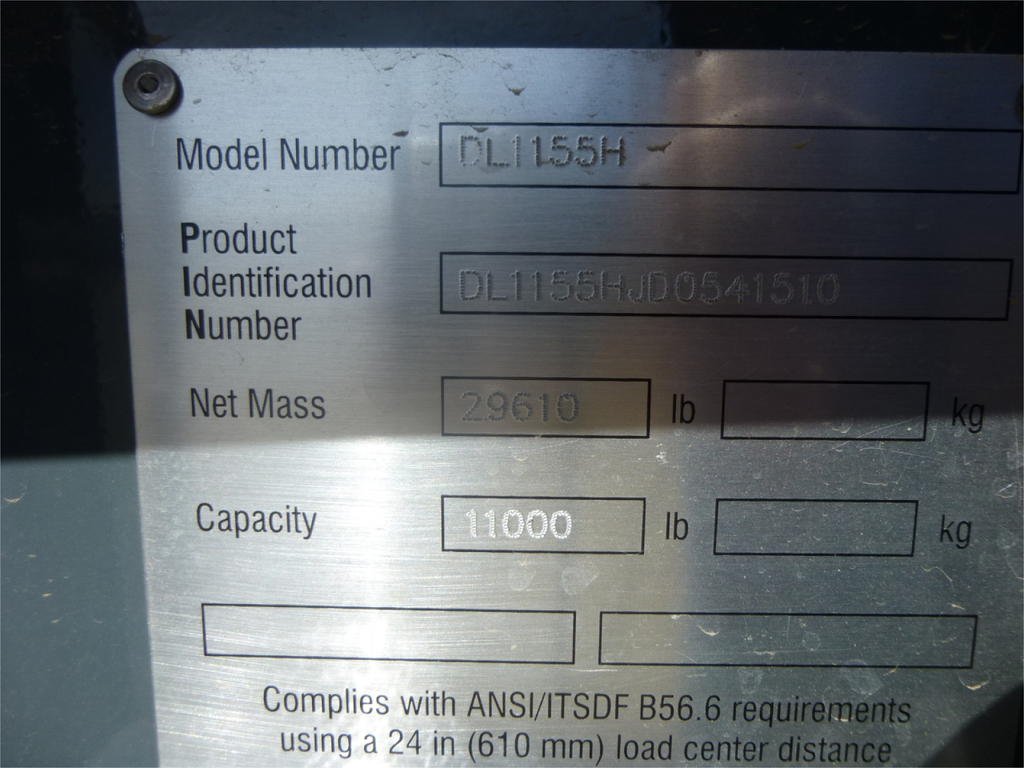 Model Number DL1155H
Product
Identification DL1155HJD0541510
Number
Net Mass 29610 lb kg
Capacity 11000 lb kg
Complies with ANSI/ITSDF B56.6 requirements
using a 24 in (610 mm) load center distance